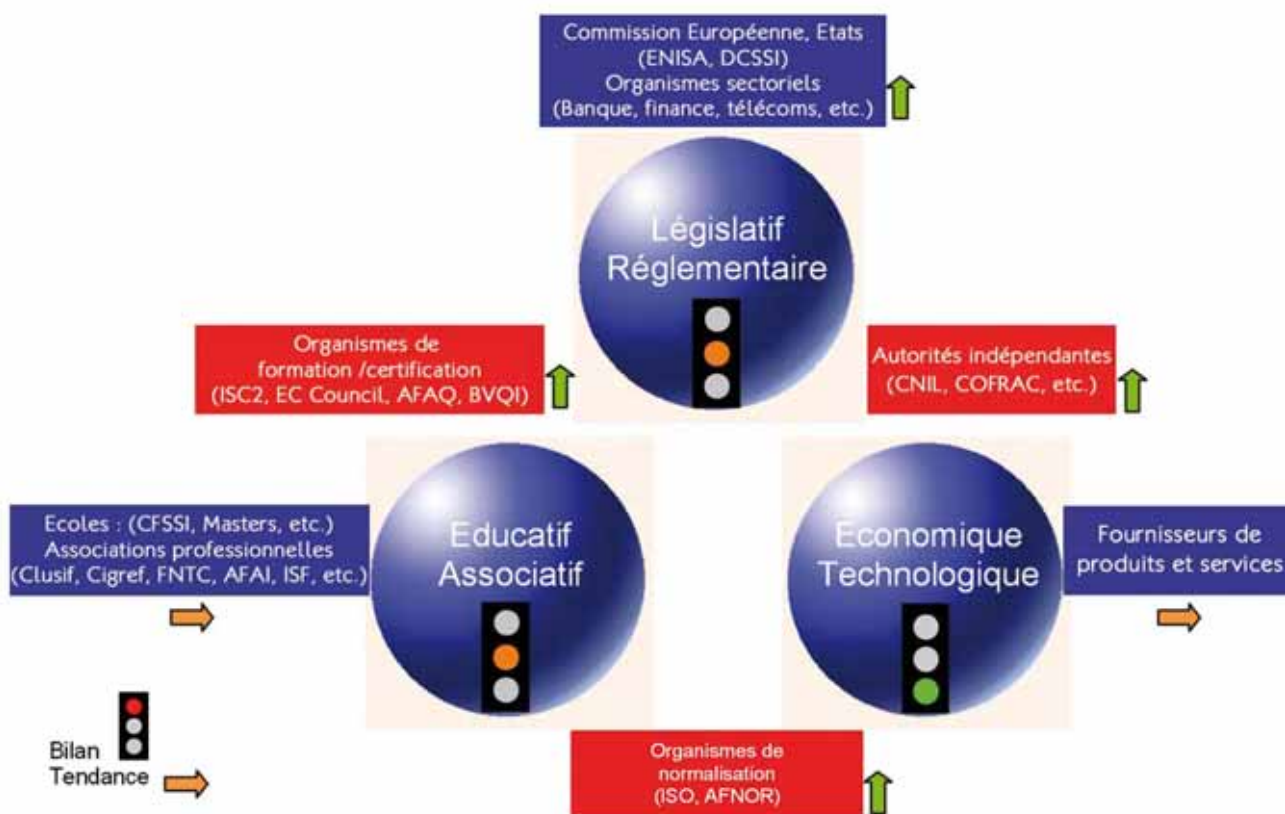 Commission Européenne, Etats
(ENISA, DCSSI)
Organismes sectoriels
(Banque, finance, télécoms, etc.)
Législatif
Réglementaire
Organismes de
formation /certification
(ISC2, EC Council, AFAQ, BVQI)
Autorités indépendantes
(CNIL, COFRAC, etc.)
Ecoles : (CFSSI, Masters, etc.)
Associations professionnelles
(Clusif, Cigref, FNTC, AFAI, ISF, etc.)
Educatif
Associatif
Economique
Technologique
Fournisseurs de
produits et services
Bilan
Tendance
Organismes de
normalisation
(ISO, AFNOR)